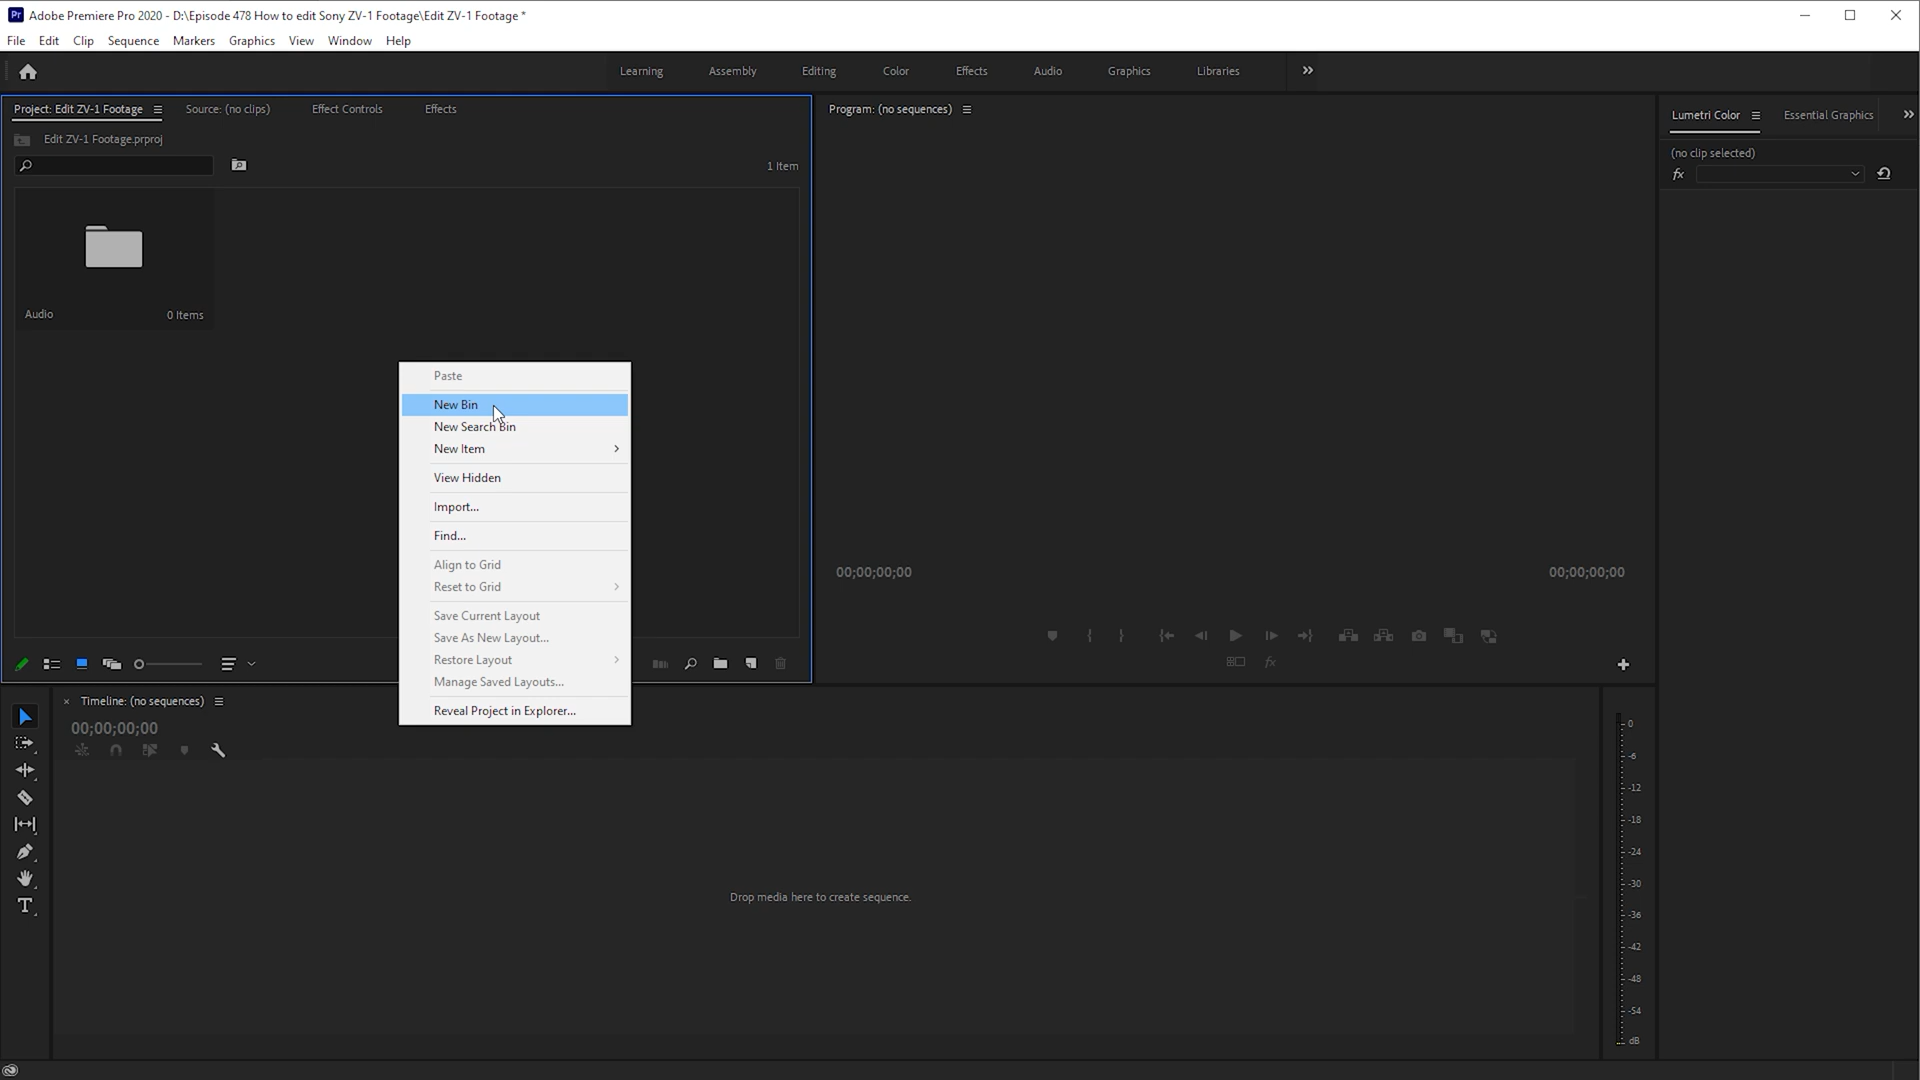 Pr Adobe Premiere Pro 2020 - D:\Episode 478 How to edit Sony ZV-1 Footage\Edit ZV-1 Footage *
File Edit Clip Sequence Markers Graphics View Window Help
Learning Assembly Editing Color Effects Audio Graphics Libraries
Project: Edit ZV-1 Footage Source: (no clips) Effect Controls Effects
Program: (no sequences)
Lumetri Color Essential Graphics
Edit ZV-1 Footage.prproj
(no clip selected)
1 Item
fx
Audio 0 Items
Paste
New Bin
New Search Bin
New Item
View Hidden
Import...
Find...
Align to Grid
Reset to Grid
Save Current Layout
Save As New Layout...
Restore Layout
Manage Saved Layouts...
Reveal Project in Explorer...
00;00;00;00 00;00;00;00
fx
Timeline: (no sequences)
00;00;00;00
Drop media here to create sequence.
0
-6
-12
-18
-24
-30
-36
-42
-48
-54
dB